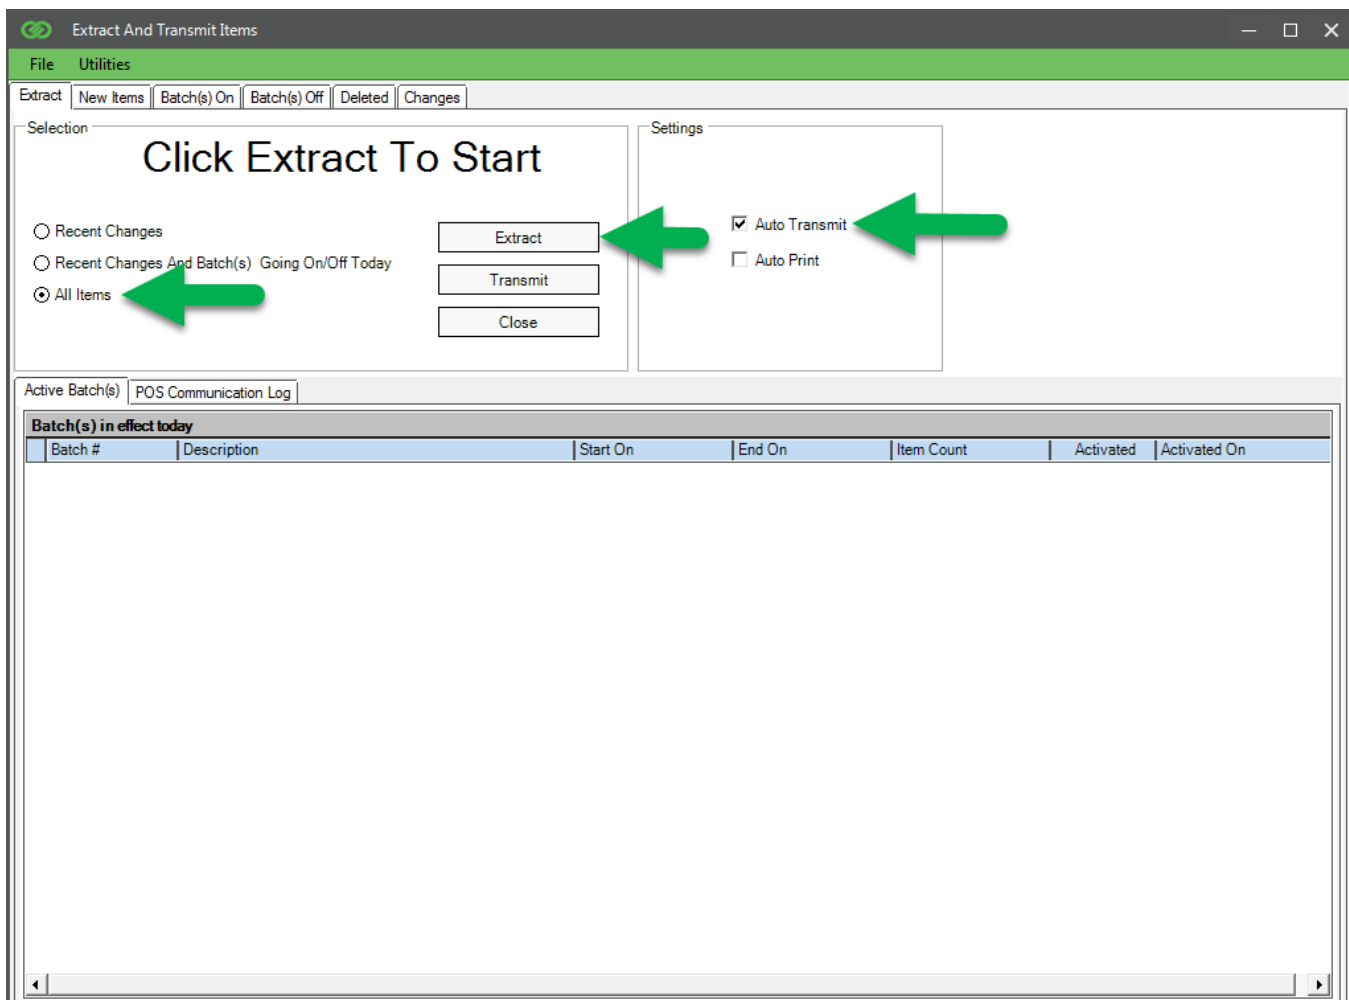 Extract And Transmit Items
File Utilities
Extract New Items Batch(s) On Batch(s) Off Deleted Changes
Selection
Click Extract To Start
Recent Changes
Recent Changes And Batch(s) Going On/Off Today
All Items
Extract
Transmit
Close
Settings
Auto Transmit
Auto Print
Active Batch(s) POS Communication Log
Batch(s) in effect today
Batch # Description Start On End On Item Count Activated Activated On